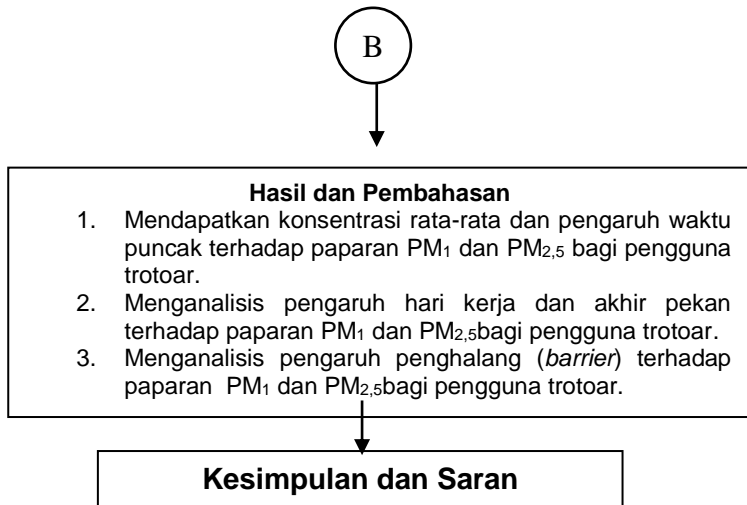 B
Hasil dan Pembahasan
1. Mendapatkan konsentrasi rata-rata dan pengaruh waktu
puncak terhadap paparan PM₁ dan PM₂,₅ bagi pengguna
trotoar.
2. Menganalisis pengaruh hari kerja dan akhir pekan
terhadap paparan PM₁ dan PM₂,₅bagi pengguna trotoar.
3. Menganalisis pengaruh penghalang (barrier) terhadap
paparan PM₁ dan PM₂,₅bagi pengguna trotoar.
Kesimpulan dan Saran